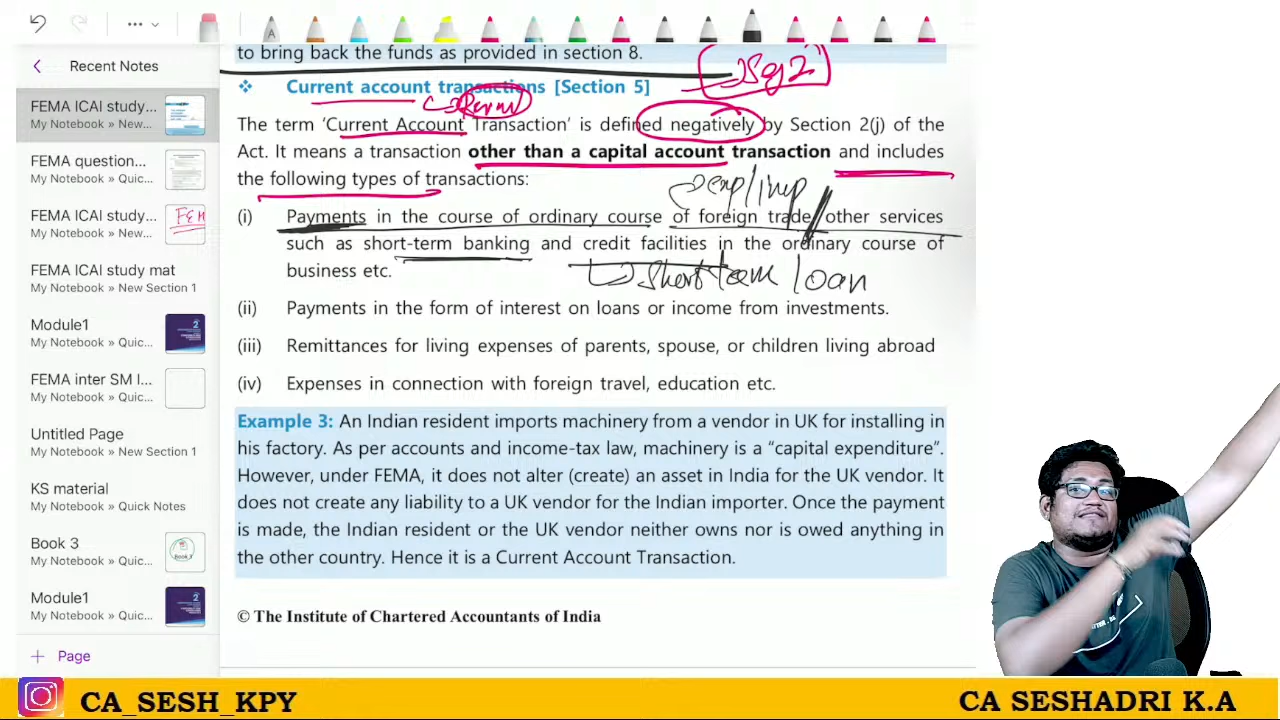 Recent Notes
FEMA ICAI study...
My Notebook » New...
FEMA question...
My Notebook » Quic...
FEMA ICAI study...
My Notebook » New...
FEM
FEMA ICAI study mat
My Notebook » New Section 1
Module1
My Notebook » Quic...
2
FEMA inter SM I...
My Notebook » Quic...
Untitled Page
My Notebook » New Section 1
KS material
My Notebook » Quick Notes
Book 3
My Notebook » Quic...
Module1
My Notebook » Quic...
2
+ Page
to bring back the funds as provided in section 8.
❖ Current account transactions [Section 5]
The term ‘Current Account Transaction’ is defined negatively by Section 2(j) of the
Act. It means a transaction other than a capital account transaction and includes
the following types of transactions:
exp/imp
(i) Payments in the course of ordinary course of foreign trade, other services
such as short-term banking and credit facilities in the ordinary course of
business etc.
short term loan
(ii) Payments in the form of interest on loans or income from investments.
(iii) Remittances for living expenses of parents, spouse, or children living abroad
(iv) Expenses in connection with foreign travel, education etc.
Example 3: An Indian resident imports machinery from a vendor in UK for installing in
his factory. As per accounts and income-tax law, machinery is a “capital expenditure”.
However, under FEMA, it does not alter (create) an asset in India for the UK vendor. It
does not create any liability to a UK vendor for the Indian importer. Once the payment
is made, the Indian resident or the UK vendor neither owns nor is owed anything in
the other country. Hence it is a Current Account Transaction.
© The Institute of Chartered Accountants of India
CA_SESH_KPY
CA SESHADRI K.A